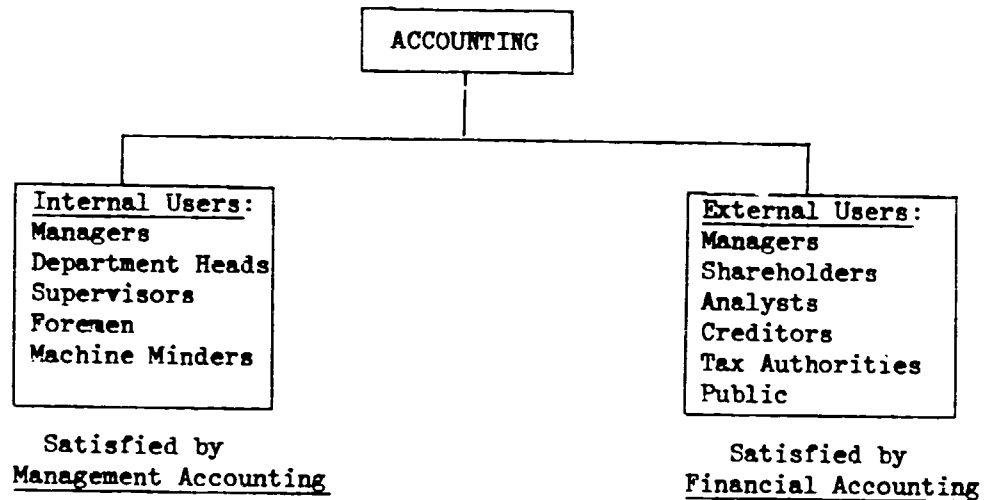 ACCOUNTING
Internal Users:
Managers
Department Heads
Supervisors
Foremen
Machine Minders
Satisfied by
Management Accounting
External Users:
Managers
Shareholders
Analysts
Creditors
Tax Authorities
Public
Satisfied by
Financial Accounting